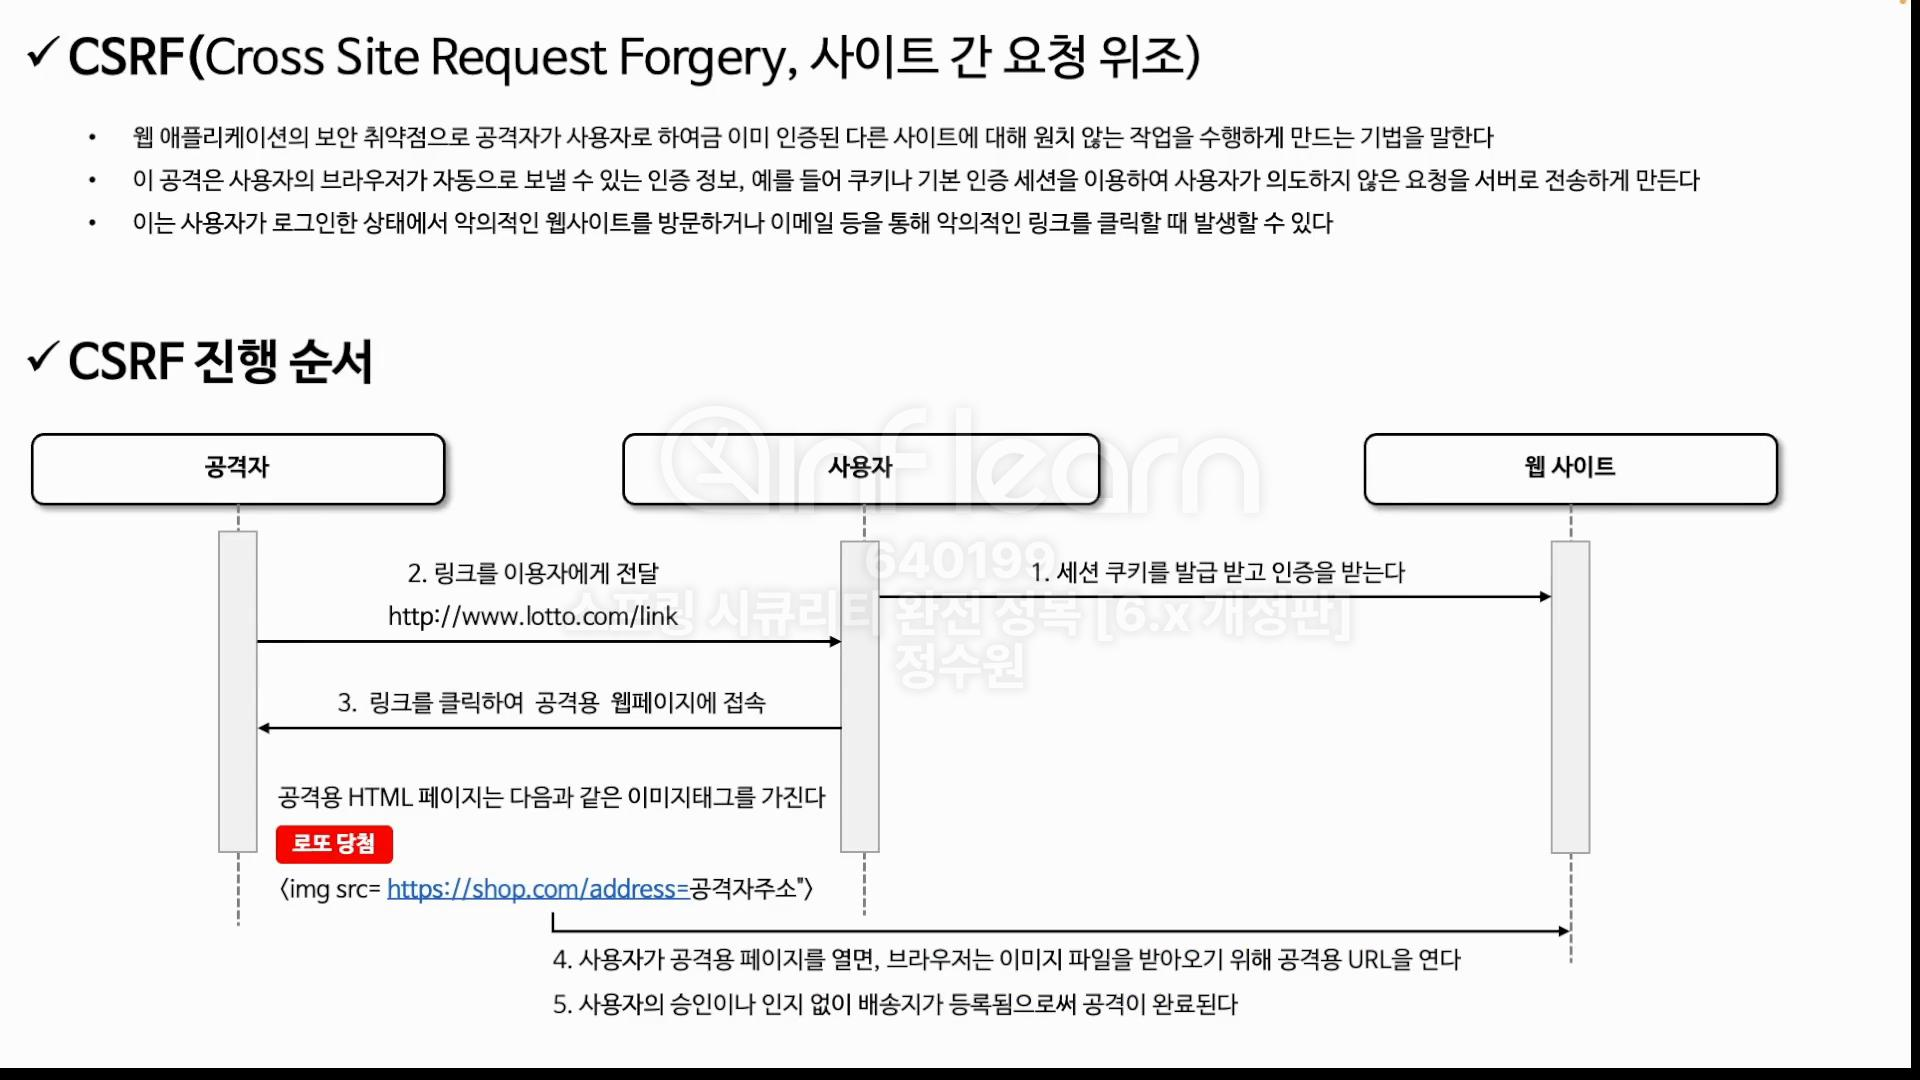 ✓ CSRF(Cross Site Request Forgery, 사이트 간 요청 위조)
• 웹 애플리케이션의 보안 취약점으로 공격자가 사용자로 하여금 이미 인증된 다른 사이트에 대해 원치 않는 작업을 수행하게 만드는 기법을 말한다
• 이 공격은 사용자의 브라우저가 자동으로 보낼 수 있는 인증 정보, 예를 들어 쿠키나 기본 인증 세션을 이용하여 사용자가 의도하지 않은 요청을 서버로 전송하게 만든다
• 이는 사용자가 로그인한 상태에서 악의적인 웹사이트를 방문하거나 이메일 등을 통해 악의적인 링크를 클릭할 때 발생할 수 있다
✓ CSRF 진행 순서
공격자
사용자
웹 사이트
inflearn
640199
스프링 시큐리티 완전 정복 [6.x 개정판]
정수원
1. 세션 쿠키를 발급 받고 인증을 받는다
2. 링크를 이용자에게 전달
http://www.lotto.com/link
3. 링크를 클릭하여 공격용 웹페이지에 접속
공격용 HTML 페이지는 다음과 같은 이미지태그를 가진다
로또 당첨
<img src= https://shop.com/address=공격자주소">
4. 사용자가 공격용 페이지를 열면, 브라우저는 이미지 파일을 받아오기 위해 공격용 URL을 연다
5. 사용자의 승인이나 인지 없이 배송지가 등록됨으로써 공격이 완료된다